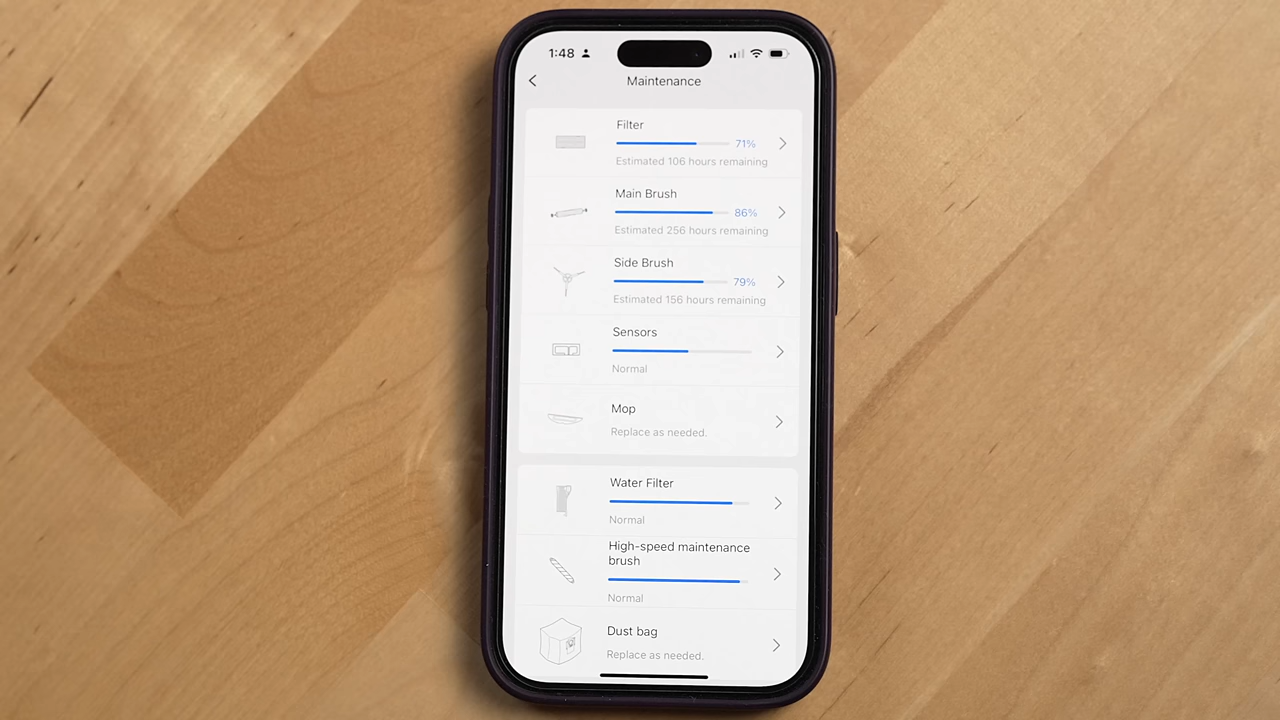 1:48
Maintenance
Filter
71%
Estimated 106 hours remaining
Main Brush
86%
Estimated 256 hours remaining
Side Brush
79%
Estimated 156 hours remaining
Sensors
Normal
Mop
Replace as needed.
Water Filter
Normal
High-speed maintenance
brush
Normal
Dust bag
Replace as needed.